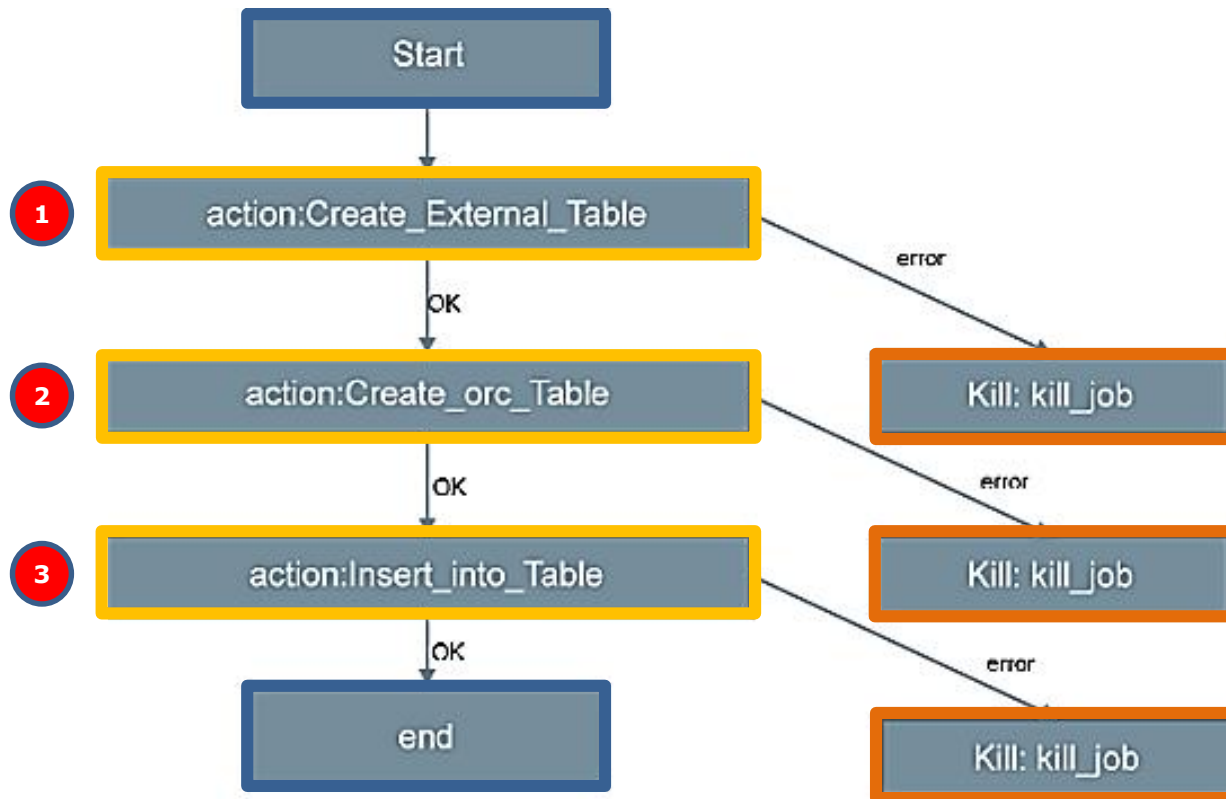 Start
1
action:Create_External_Table
error
OK
2
action:Create_orc_Table
Kill: kill_job
error
OK
3
action:Insert_into_Table
Kill: kill_job
error
OK
end
Kill: kill_job